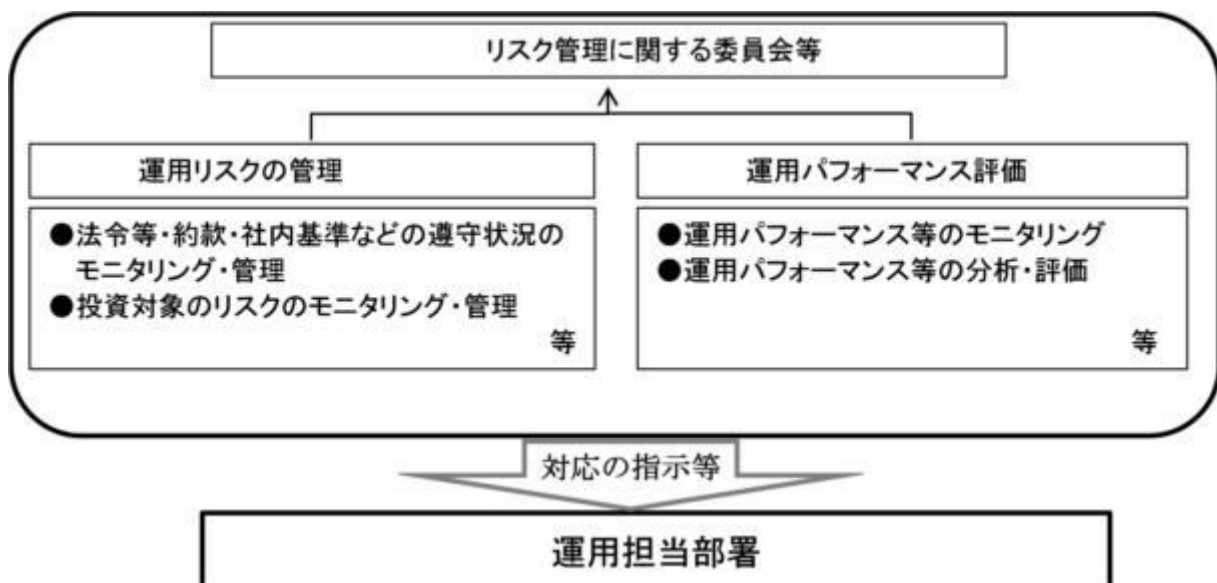 リスク管理に関する委員会等
運用リスクの管理
●法令等・約款・社内基準などの遵守状況の
モニタリング・管理
●投資対象のリスクのモニタリング・管理
等
運用パフォーマンス評価
●運用パフォーマンス等のモニタリング
●運用パフォーマンス等の分析・評価
等
対応の指示等
運用担当部署